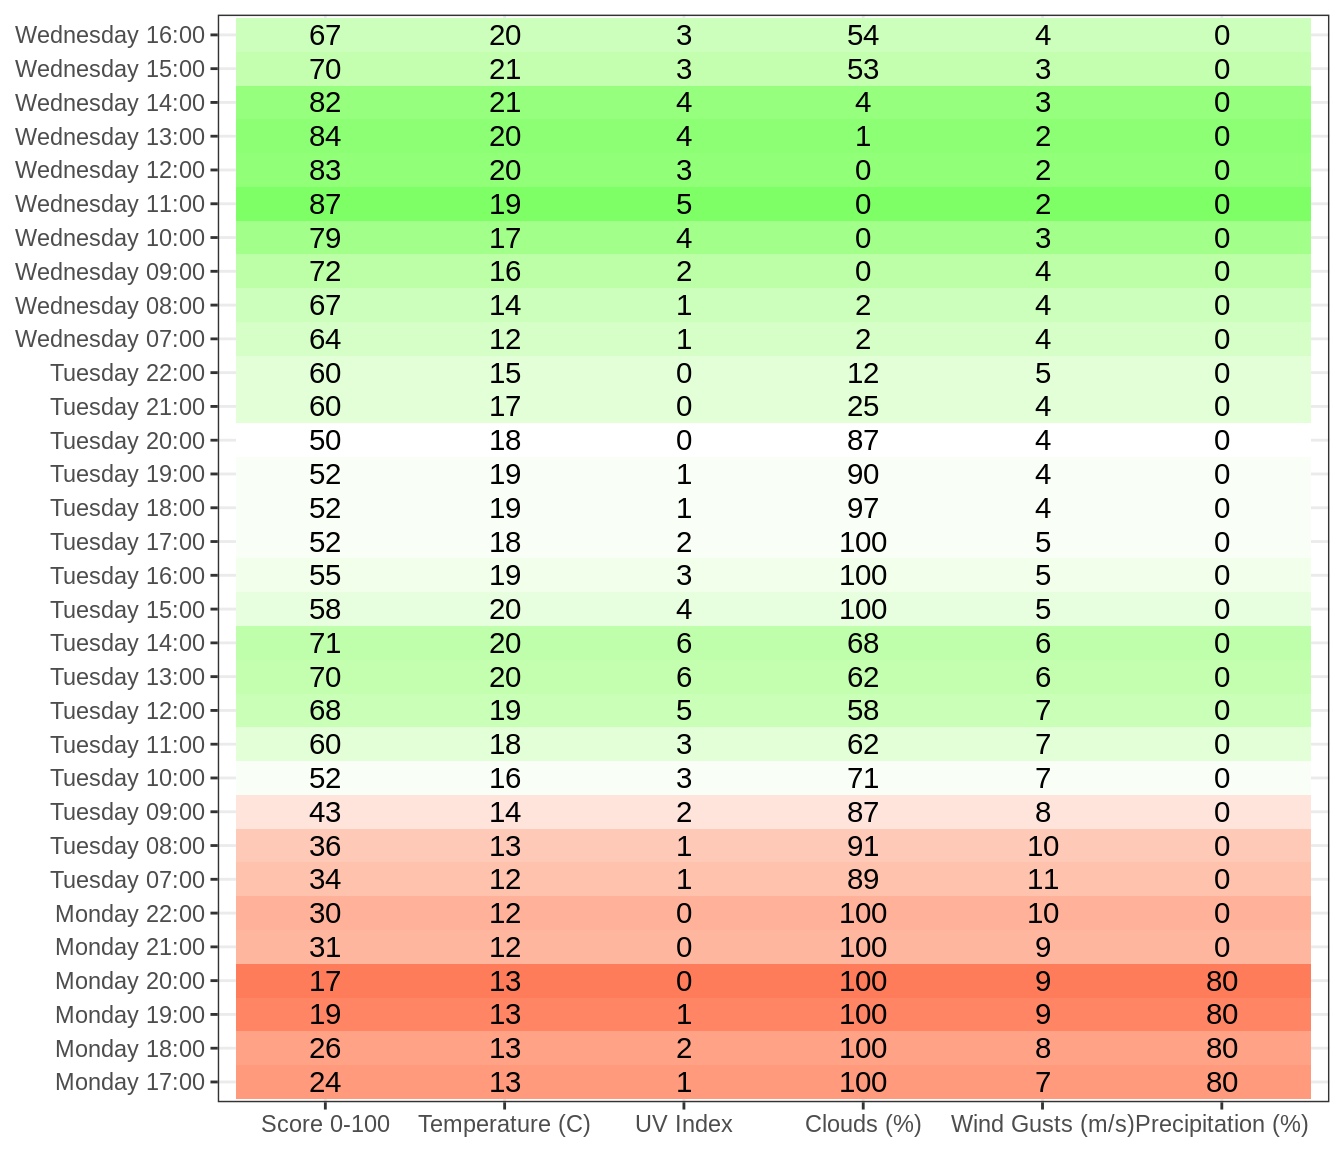 Wednesday 16:00 67 20 3 54 4 0
Wednesday 15:00 70 21 3 53 3 0
Wednesday 14:00 82 21 4 4 3 0
Wednesday 13:00 84 20 4 1 2 0
Wednesday 12:00 83 20 3 0 2 0
Wednesday 11:00 87 19 5 0 2 0
Wednesday 10:00 79 17 4 0 3 0
Wednesday 09:00 72 16 2 0 4 0
Wednesday 08:00 67 14 1 2 4 0
Wednesday 07:00 64 12 1 2 4 0
Tuesday 22:00 60 15 0 12 5 0
Tuesday 21:00 60 17 0 25 4 0
Tuesday 20:00 50 18 0 87 4 0
Tuesday 19:00 52 19 1 90 4 0
Tuesday 18:00 52 19 1 97 4 0
Tuesday 17:00 52 18 2 100 5 0
Tuesday 16:00 55 19 3 100 5 0
Tuesday 15:00 58 20 4 100 5 0
Tuesday 14:00 71 20 6 68 6 0
Tuesday 13:00 70 20 6 62 6 0
Tuesday 12:00 68 19 5 58 7 0
Tuesday 11:00 60 18 3 62 7 0
Tuesday 10:00 52 16 3 71 7 0
Tuesday 09:00 43 14 2 87 8 0
Tuesday 08:00 36 13 1 91 10 0
Tuesday 07:00 34 12 1 89 11 0
Monday 22:00 30 12 0 100 10 0
Monday 21:00 31 12 0 100 9 0
Monday 20:00 17 13 0 100 9 80
Monday 19:00 19 13 1 100 9 80
Monday 18:00 26 13 2 100 8 80
Monday 17:00 24 13 1 100 7 80
Score 0-100 Temperature (C) UV Index Clouds (%) Wind Gusts (m/s) Precipitation (%)